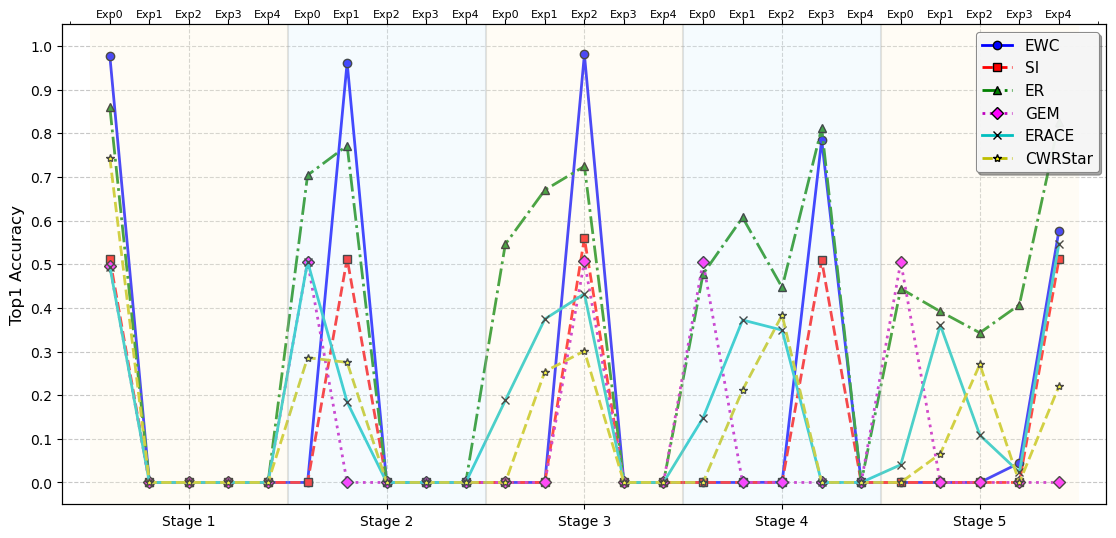 Exp0 Exp1 Exp2 Exp3 Exp4 Exp0 Exp1 Exp2 Exp3 Exp4 Exp0 Exp1 Exp2 Exp3 Exp4 Exp0 Exp1 Exp2 Exp3 Exp4 Exp0 Exp1 Exp2 Exp3 Exp4
Top1 Accuracy
1.0
0.9
0.8
0.7
0.6
0.5
0.4
0.3
0.2
0.1
0.0
EWC
SI
ER
GEM
ERACE
CWRStar
Stage 1 Stage 2 Stage 3 Stage 4 Stage 5